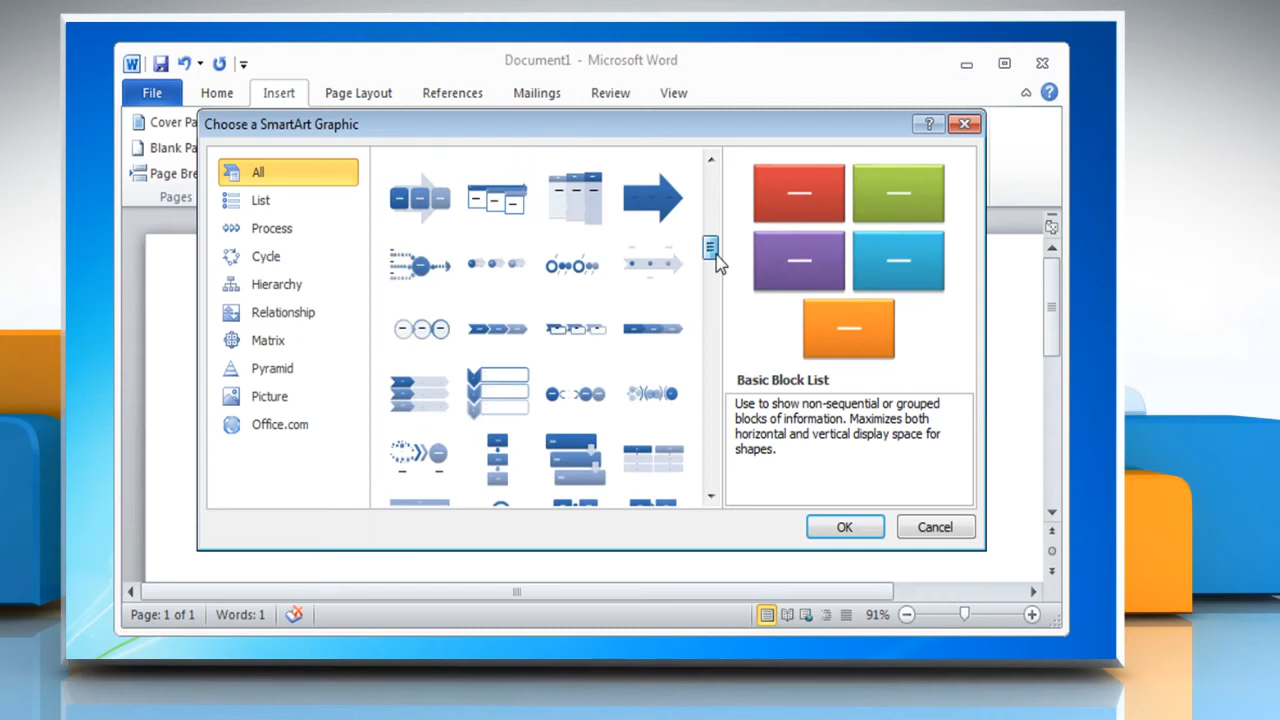 Document1 - Microsoft Word
File Home Insert Page Layout References Mailings Review View
Cover Pa
Blank Pa
Page Bre
Pages
Choose a SmartArt Graphic
All
List
Process
Cycle
Hierarchy
Relationship
Matrix
Pyramid
Picture
Office.com
Basic Block List
Use to show non-sequential or grouped
blocks of information. Maximizes both
horizontal and vertical display space for
shapes.
OK Cancel
Page: 1 of 1 Words: 1 91%